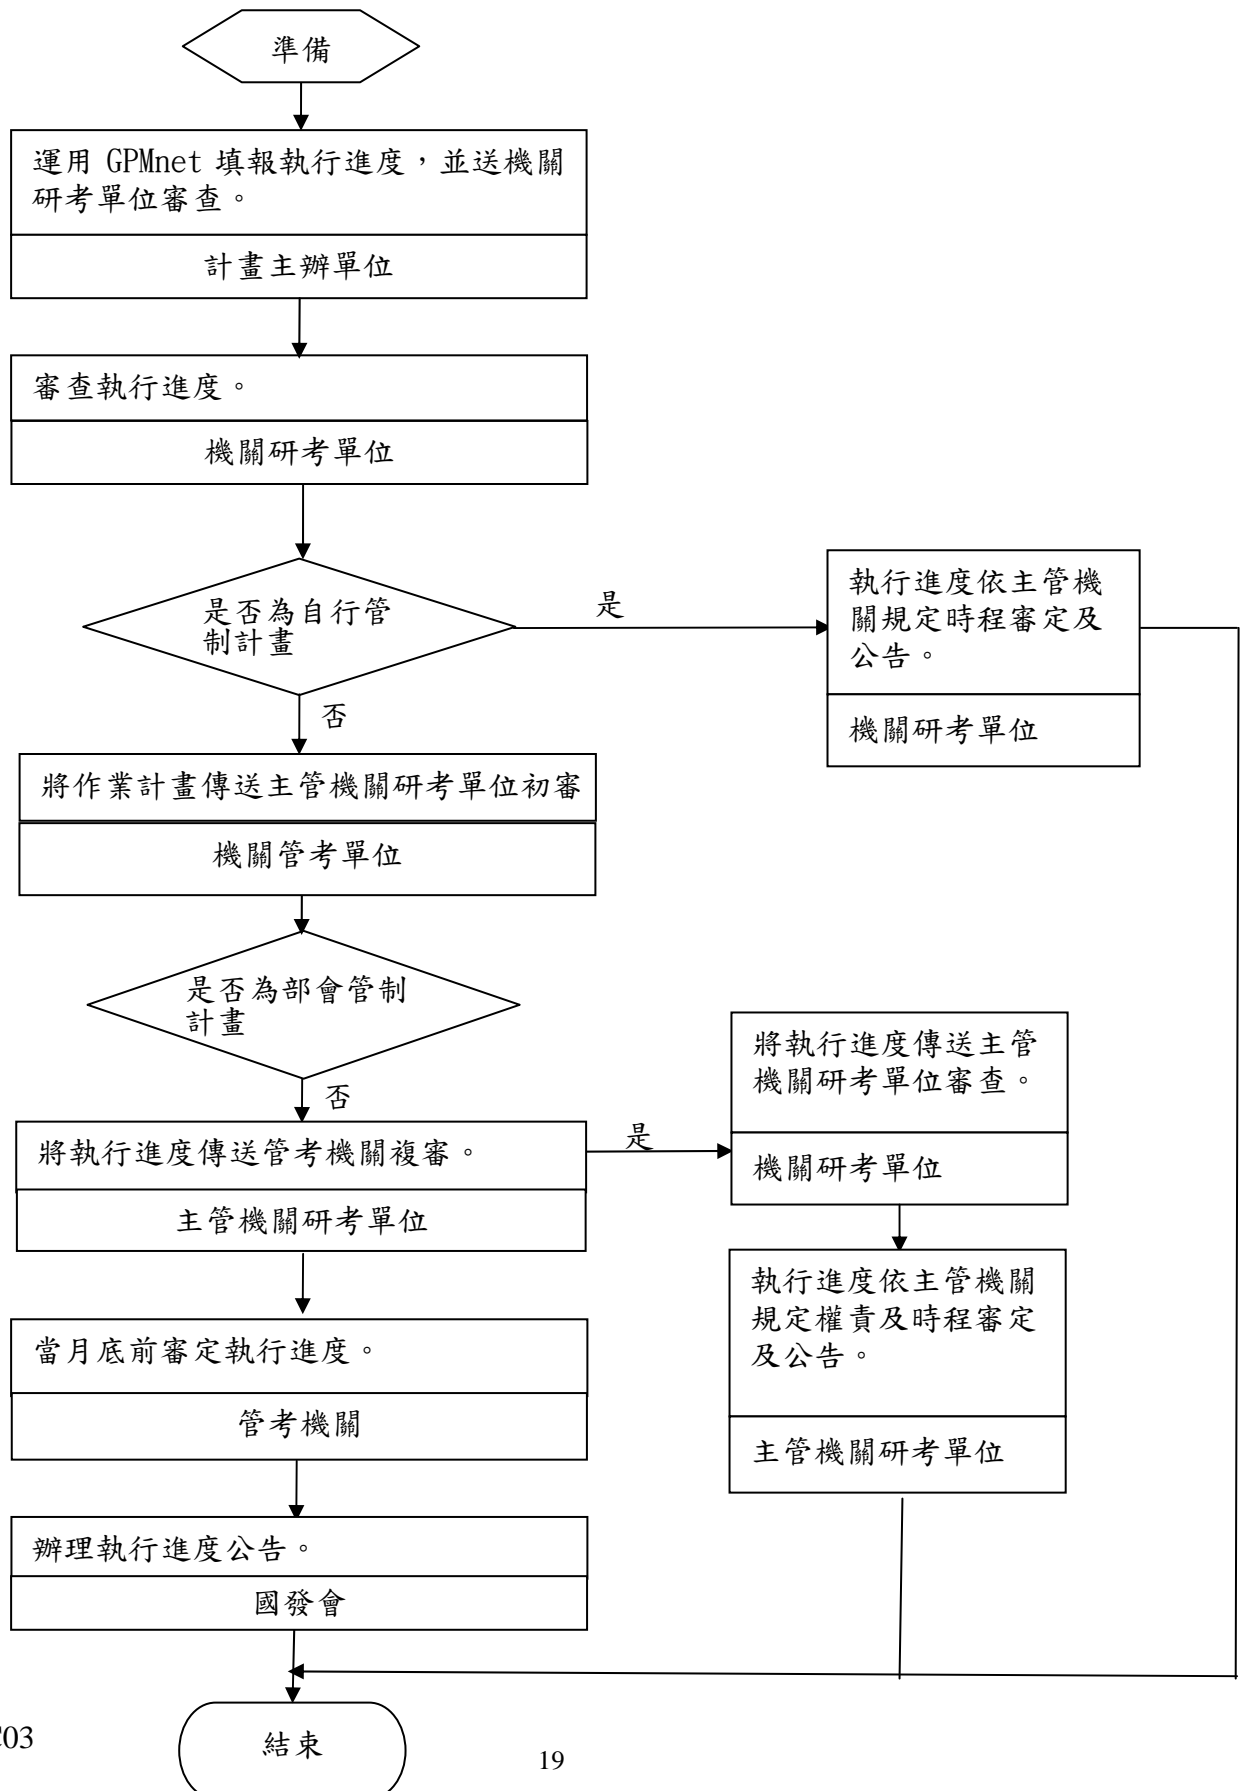 準備
運用 GPMnet 填報執行進度，並送機關
研考單位審查。
計畫主辦單位
審查執行進度。
機關研考單位
是否為自行管
制計畫
是
執行進度依主管機
關規定時程審定及
公告。
機關研考單位
否
將作業計畫傳送主管機關研考單位初審
機關管考單位
是否為部會管制
計畫
否
將執行進度傳送管考機關複審。
主管機關研考單位
是
將執行進度傳送主管
機關研考單位審查。
機關研考單位
執行進度依主管機關
規定權責及時程審定
及公告。
主管機關研考單位
當月底前審定執行進度。
管考機關
辦理執行進度公告。
國發會
結束
03
19